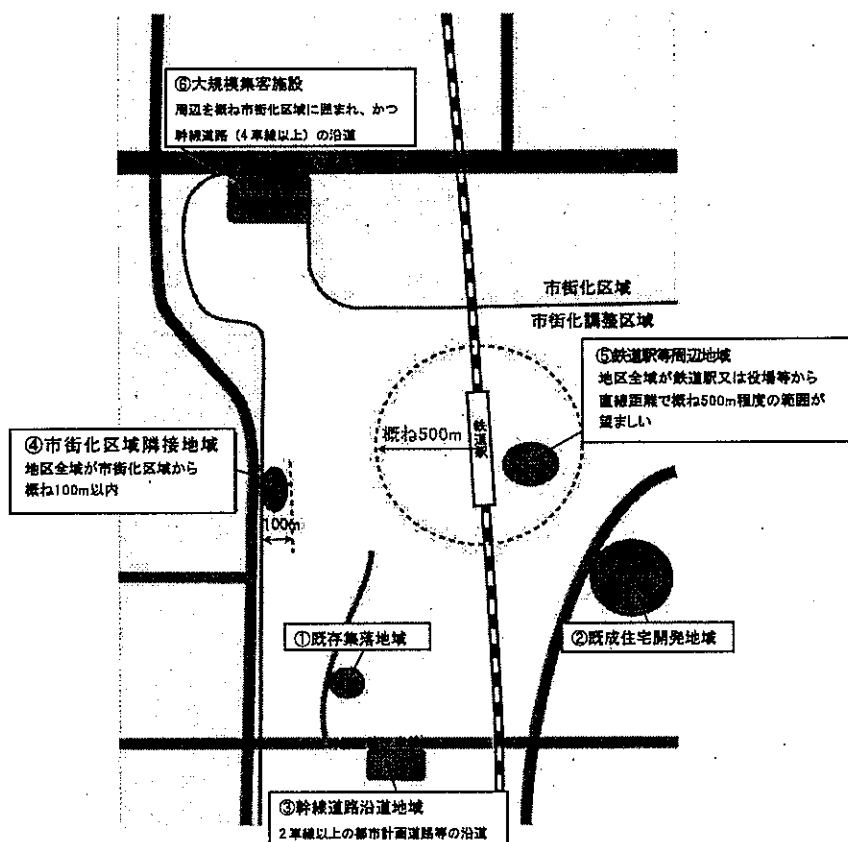 ⑥大規模集客施設
周辺を概ね市街化区域に囲まれ、かつ
幹線道路（4車線以上）の沿道
市街化区域
市街化調整区域
⑤鉄道駅等周辺地域
地区全域が鉄道駅又は役場等から
直線距離で概ね500m程度の範囲が
望ましい
概ね500m
鉄道駅
④市街化区域隣接地域
地区全域が市街化区域から
概ね100m以内
100m
①既存集落地域
②既成住宅開発地域
③幹線道路沿道地域
2車線以上の都市計画道路等の沿道